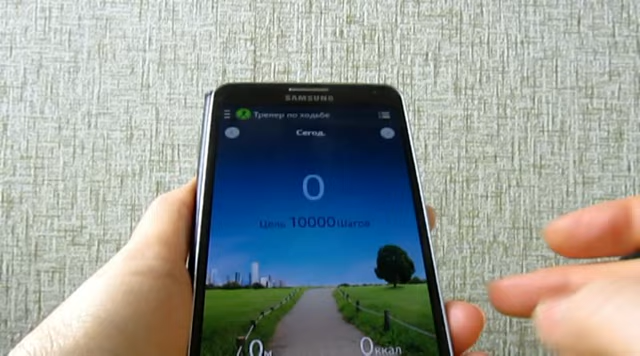 SAMSUNG
Тренер по ходьбе
Сегод.
0
Цель 10000 Шагов
0 м
0 ккал